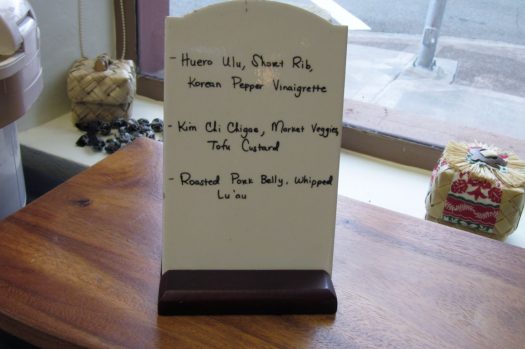 - Huero Ulu, Short Rib,
Korean Pepper Vinaigrette
- Kim Chi Chigae, Market Veggies,
Tofu Custard
- Roasted Pork Belly, Whipped
Lu'au